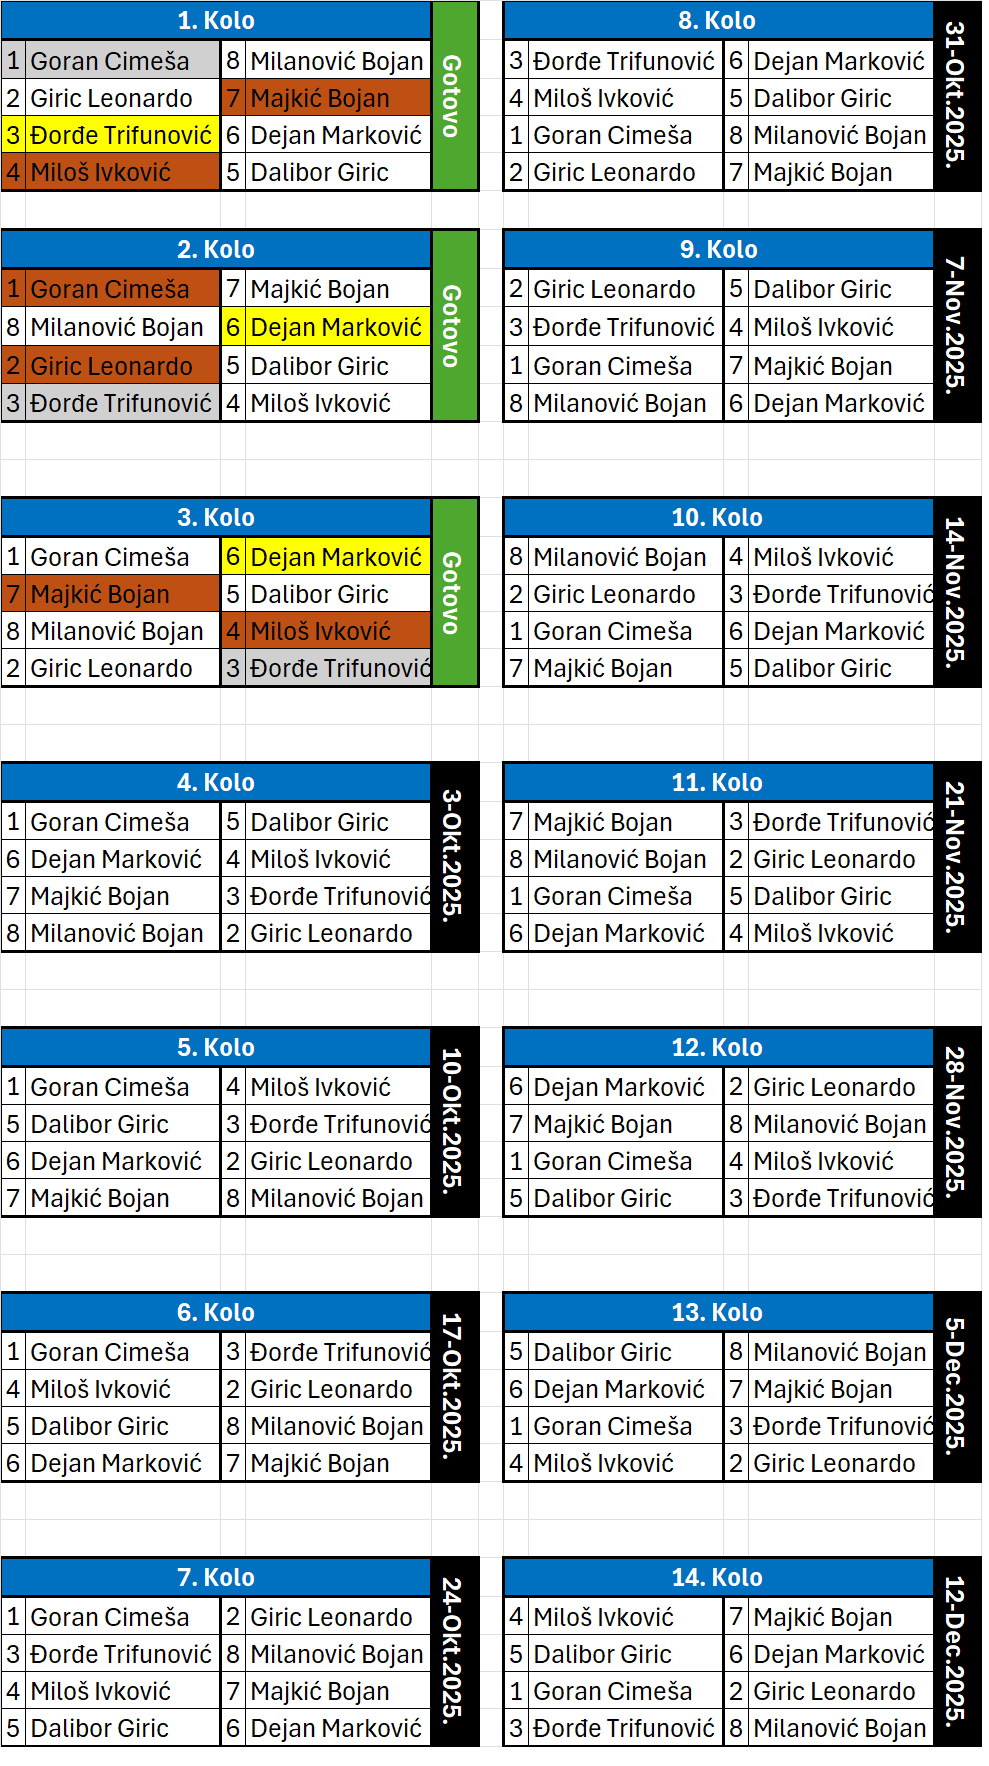 1. Kolo
1 Goran Cimeša 8 Milanović Bojan
2 Giric Leonardo 7 Majkić Bojan
3 Đorđe Trifunović 6 Dejan Marković
4 Miloš Ivković 5 Dalibor Giric
Gotovo
2. Kolo
1 Goran Cimeša 7 Majkić Bojan
8 Milanović Bojan 6 Dejan Marković
2 Giric Leonardo 5 Dalibor Giric
3 Đorđe Trifunović 4 Miloš Ivković
Gotovo
3. Kolo
1 Goran Cimeša 6 Dejan Marković
7 Majkić Bojan 5 Dalibor Giric
8 Milanović Bojan 4 Miloš Ivković
2 Giric Leonardo 3 Đorđe Trifunović
Gotovo
4. Kolo
1 Goran Cimeša 5 Dalibor Giric
6 Dejan Marković 4 Miloš Ivković
7 Majkić Bojan 3 Đorđe Trifunović
8 Milanović Bojan 2 Giric Leonardo
3-Okt.2025.
5. Kolo
1 Goran Cimeša 4 Miloš Ivković
5 Dalibor Giric 3 Đorđe Trifunović
6 Dejan Marković 2 Giric Leonardo
7 Majkić Bojan 8 Milanović Bojan
10-Okt.2025.
6. Kolo
1 Goran Cimeša 3 Đorđe Trifunović
4 Miloš Ivković 2 Giric Leonardo
5 Dalibor Giric 8 Milanović Bojan
6 Dejan Marković 7 Majkić Bojan
17-Okt.2025.
7. Kolo
1 Goran Cimeša 2 Giric Leonardo
3 Đorđe Trifunović 8 Milanović Bojan
4 Miloš Ivković 7 Majkić Bojan
5 Dalibor Giric 6 Dejan Marković
24-Okt.2025.
8. Kolo
3 Đorđe Trifunović 6 Dejan Marković
4 Miloš Ivković 5 Dalibor Giric
1 Goran Cimeša 8 Milanović Bojan
2 Giric Leonardo 7 Majkić Bojan
31-Okt.2025.
9. Kolo
2 Giric Leonardo 5 Dalibor Giric
3 Đorđe Trifunović 4 Miloš Ivković
1 Goran Cimeša 7 Majkić Bojan
8 Milanović Bojan 6 Dejan Marković
7-Nov.2025.
10. Kolo
8 Milanović Bojan 4 Miloš Ivković
2 Giric Leonardo 3 Đorđe Trifunović
1 Goran Cimeša 6 Dejan Marković
7 Majkić Bojan 5 Dalibor Giric
14-Nov.2025.
11. Kolo
7 Majkić Bojan 3 Đorđe Trifunović
8 Milanović Bojan 2 Giric Leonardo
1 Goran Cimeša 5 Dalibor Giric
6 Dejan Marković 4 Miloš Ivković
21-Nov.2025.
12. Kolo
6 Dejan Marković 2 Giric Leonardo
7 Majkić Bojan 8 Milanović Bojan
1 Goran Cimeša 4 Miloš Ivković
5 Dalibor Giric 3 Đorđe Trifunović
28-Nov.2025.
13. Kolo
5 Dalibor Giric 8 Milanović Bojan
6 Dejan Marković 7 Majkić Bojan
1 Goran Cimeša 3 Đorđe Trifunović
4 Miloš Ivković 2 Giric Leonardo
5-Dec.2025.
14. Kolo
4 Miloš Ivković 7 Majkić Bojan
5 Dalibor Giric 6 Dejan Marković
1 Goran Cimeša 2 Giric Leonardo
3 Đorđe Trifunović 8 Milanović Bojan
12-Dec.2025.